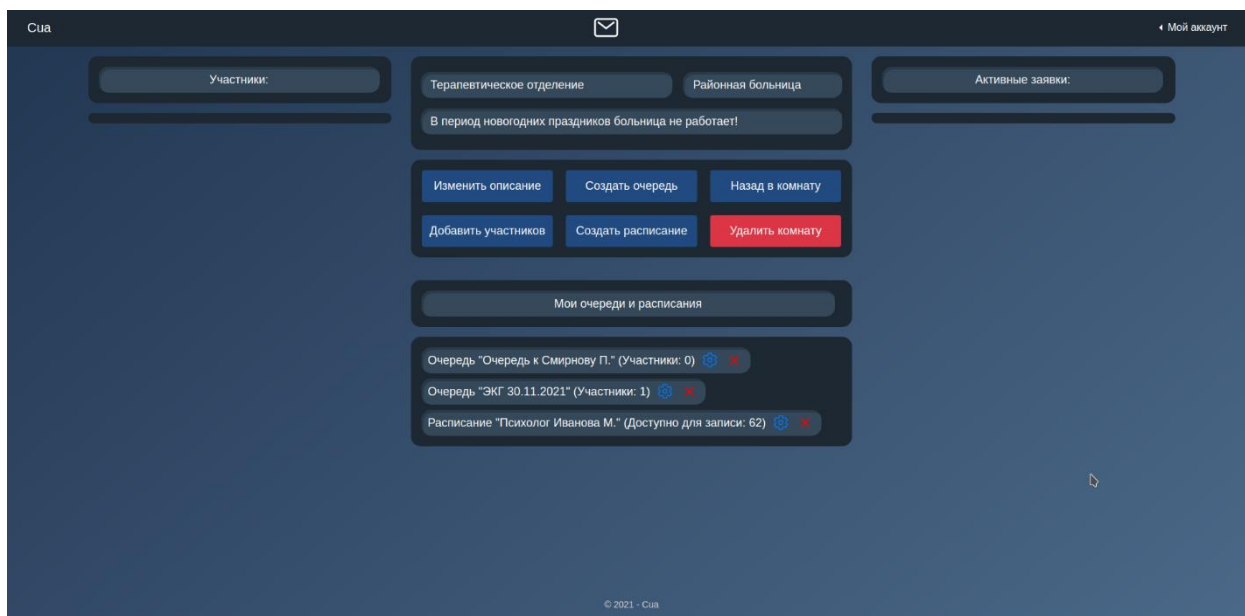 Cua
Мой аккаунт
Участники:
Терапевтическое отделение
Районная больница
В период новогодних праздников больница не работает!
Активные заявки:
Изменить описание
Создать очередь
Назад в комнату
Добавить участников
Создать расписание
Удалить комнату
Мои очереди и расписания
Очередь "Очередь к Смирнову П." (Участники: 0)
Очередь "ЭКГ 30.11.2021" (Участники: 1)
Расписание "Психолог Иванова М." (Доступно для записи: 62)
© 2021 - Cua